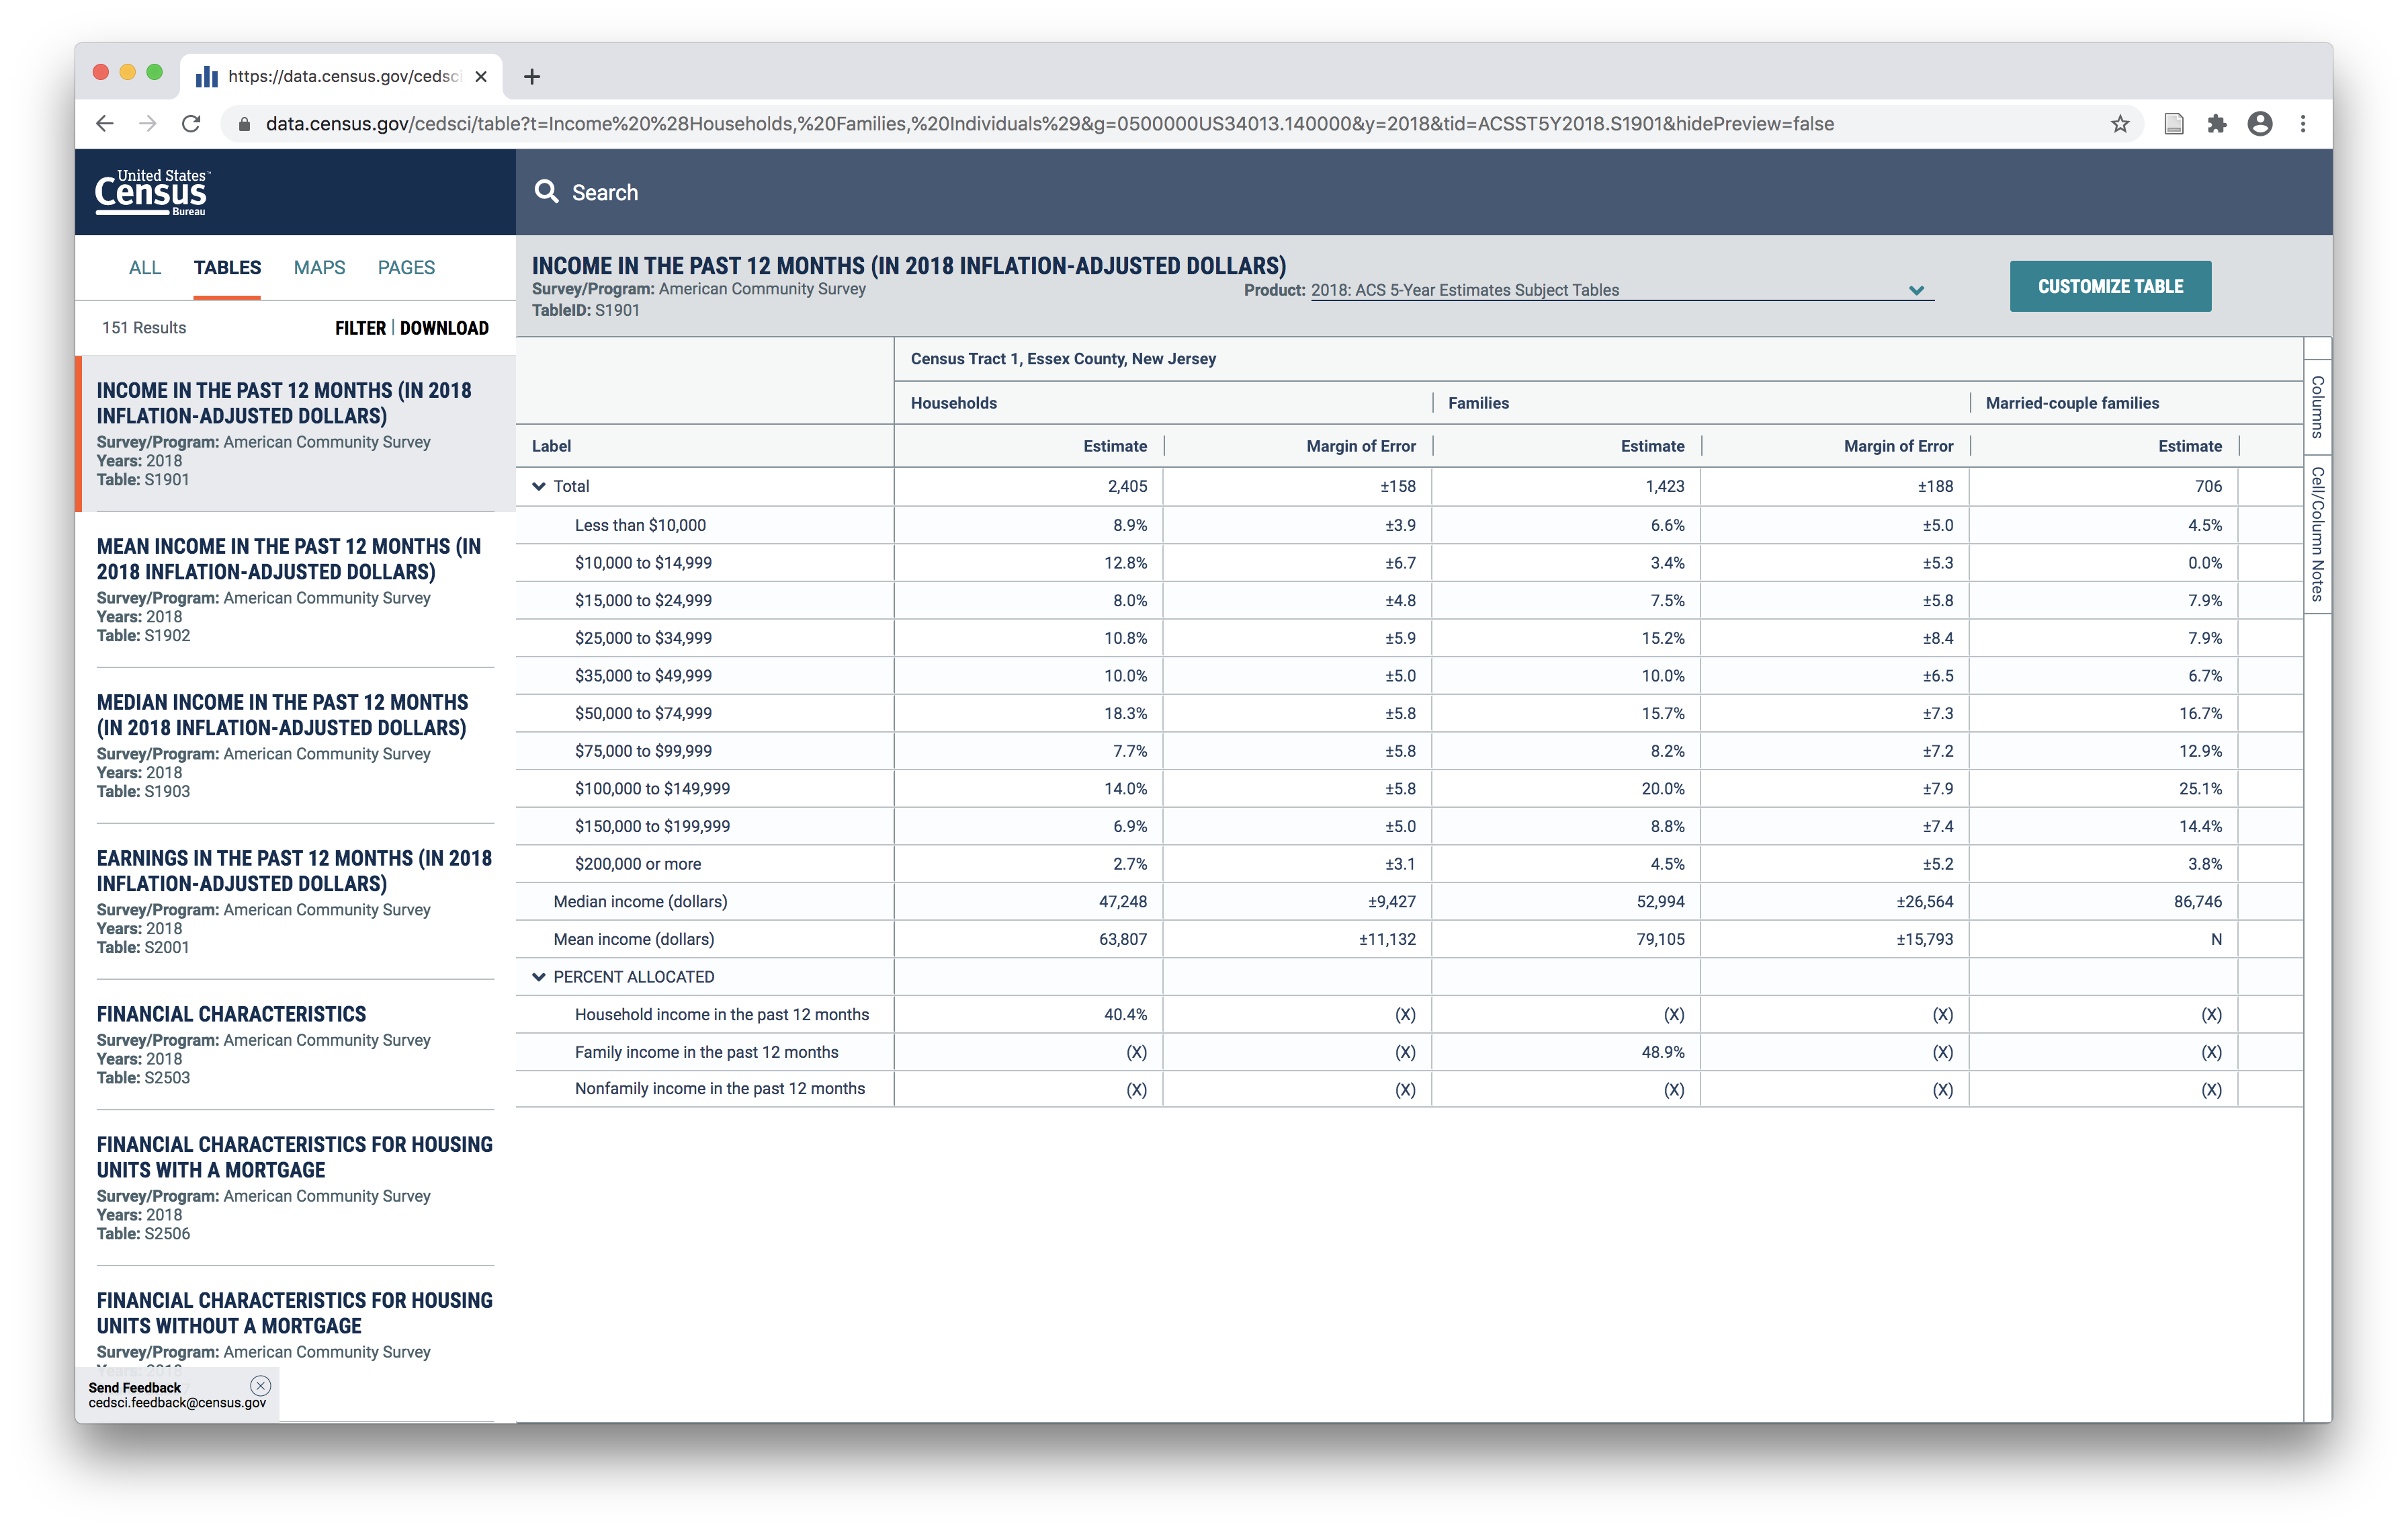 https://data.census.gov/cedsci
data.census.gov/cedsci/table?t=Income%20%28Households,%20Families,%20Individuals%29&g=0500000US34013.140000&y=2018&tid=ACSST5Y2018.S1901&hidePreview=false
United States™
Census
Bureau
Search
ALL TABLES MAPS PAGES
151 Results FILTER | DOWNLOAD
INCOME IN THE PAST 12 MONTHS (IN 2018
INFLATION-ADJUSTED DOLLARS)
Survey/Program: American Community Survey
Years: 2018
Table: S1901
MEAN INCOME IN THE PAST 12 MONTHS (IN
2018 INFLATION-ADJUSTED DOLLARS)
Survey/Program: American Community Survey
Years: 2018
Table: S1902
MEDIAN INCOME IN THE PAST 12 MONTHS
(IN 2018 INFLATION-ADJUSTED DOLLARS)
Survey/Program: American Community Survey
Years: 2018
Table: S1903
EARNINGS IN THE PAST 12 MONTHS (IN 2018
INFLATION-ADJUSTED DOLLARS)
Survey/Program: American Community Survey
Years: 2018
Table: S2001
FINANCIAL CHARACTERISTICS
Survey/Program: American Community Survey
Years: 2018
Table: S2503
FINANCIAL CHARACTERISTICS FOR HOUSING
UNITS WITH A MORTGAGE
Survey/Program: American Community Survey
Years: 2018
Table: S2506
FINANCIAL CHARACTERISTICS FOR HOUSING
UNITS WITHOUT A MORTGAGE
Survey/Program: American Community Survey
Years: 2018
Send Feedback
cedsci.feedback@census.gov
INCOME IN THE PAST 12 MONTHS (IN 2018 INFLATION-ADJUSTED DOLLARS)
Survey/Program: American Community Survey
TableID: S1901
Product: 2018: ACS 5-Year Estimates Subject Tables
CUSTOMIZE TABLE
Census Tract 1, Essex County, New Jersey
Households Families Married-couple families
Label Estimate Margin of Error Estimate Margin of Error Estimate
Total 2,405 ±158 1,423 ±188 706
Less than $10,000 8.9% ±3.9 6.6% ±5.0 4.5%
$10,000 to $14,999 12.8% ±6.7 3.4% ±5.3 0.0%
$15,000 to $24,999 8.0% ±4.8 7.5% ±5.8 7.9%
$25,000 to $34,999 10.8% ±5.9 15.2% ±8.4 7.9%
$35,000 to $49,999 10.0% ±5.0 10.0% ±6.5 6.7%
$50,000 to $74,999 18.3% ±5.8 15.7% ±7.3 16.7%
$75,000 to $99,999 7.7% ±5.8 8.2% ±7.2 12.9%
$100,000 to $149,999 14.0% ±5.8 20.0% ±7.9 25.1%
$150,000 to $199,999 6.9% ±5.0 8.8% ±7.4 14.4%
$200,000 or more 2.7% ±3.1 4.5% ±5.2 3.8%
Median income (dollars) 47,248 ±9,427 52,994 ±26,564 86,746
Mean income (dollars) 63,807 ±11,132 79,105 ±15,793 N
PERCENT ALLOCATED
Household income in the past 12 months 40.4% (X) (X) (X) (X)
Family income in the past 12 months (X) (X) 48.9% (X) (X)
Nonfamily income in the past 12 months (X) (X) (X) (X) (X)
Columns
Cell/Column Notes